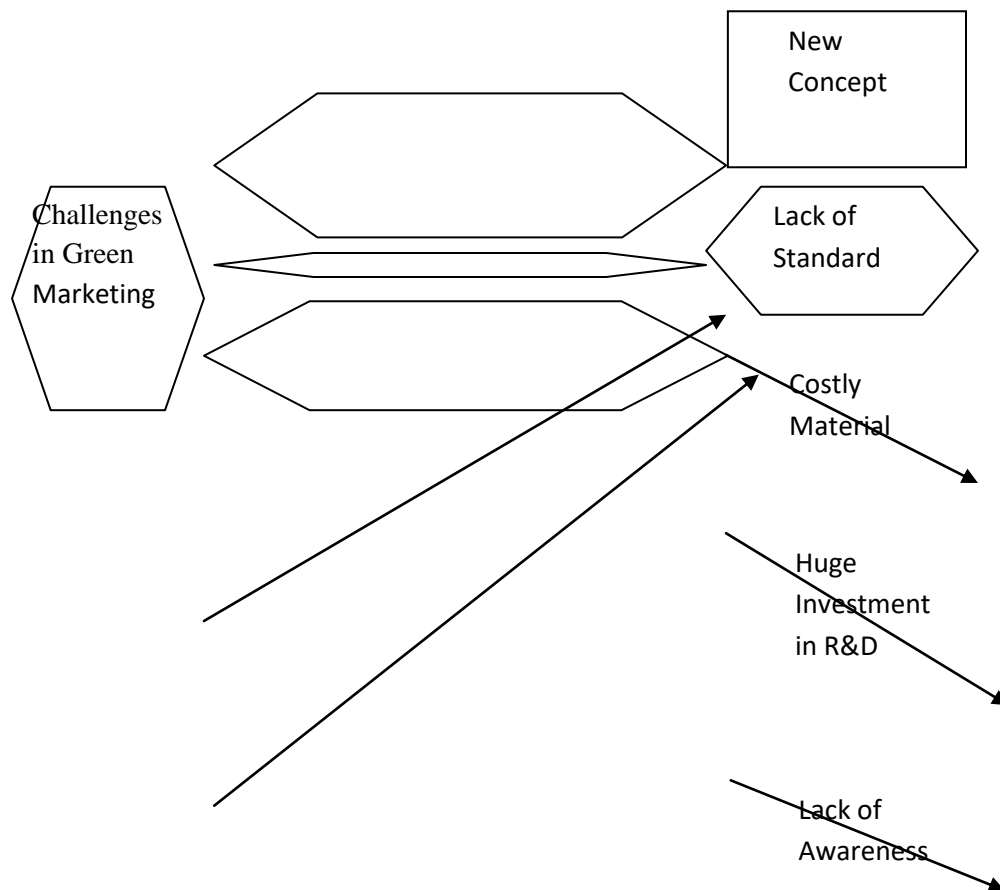 New
Concept
Challenges
in Green
Marketing
Lack of
Standard
Costly
Material
Huge
Investment
in R&D
Lack of
Awareness